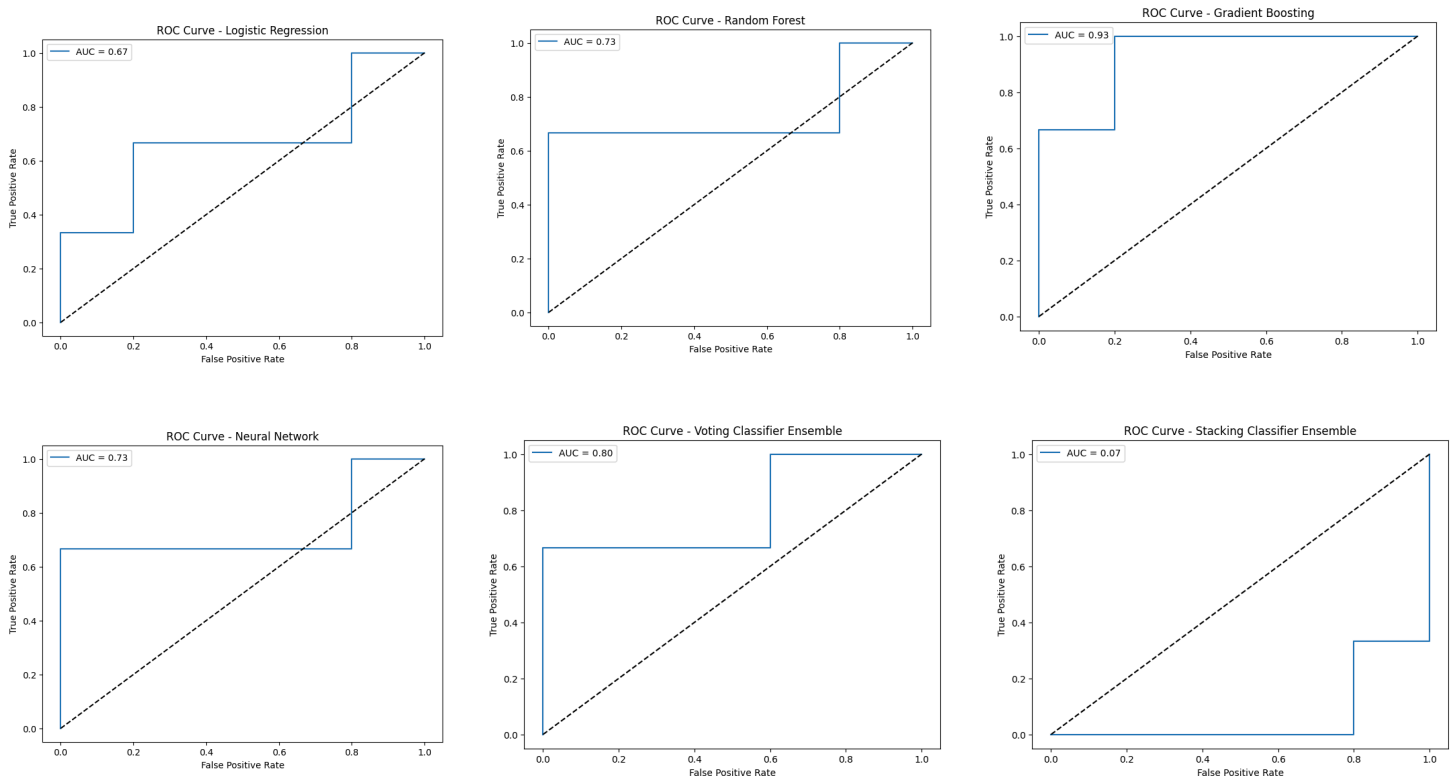 ROC Curve - Logistic Regression
AUC = 0.67
1.0
0.8
0.6
0.4
0.2
0.0
True Positive Rate
0.0 0.2 0.4 0.6 0.8 1.0
False Positive Rate
ROC Curve - Random Forest
AUC = 0.73
1.0
0.8
0.6
0.4
0.2
0.0
True Positive Rate
0.0 0.2 0.4 0.6 0.8 1.0
False Positive Rate
ROC Curve - Gradient Boosting
AUC = 0.93
1.0
0.8
0.6
0.4
0.2
0.0
True Positive Rate
0.0 0.2 0.4 0.6 0.8 1.0
False Positive Rate
ROC Curve - Neural Network
AUC = 0.73
1.0
0.8
0.6
0.4
0.2
0.0
True Positive Rate
0.0 0.2 0.4 0.6 0.8 1.0
False Positive Rate
ROC Curve - Voting Classifier Ensemble
AUC = 0.80
1.0
0.8
0.6
0.4
0.2
0.0
True Positive Rate
0.0 0.2 0.4 0.6 0.8 1.0
False Positive Rate
ROC Curve - Stacking Classifier Ensemble
AUC = 0.07
1.0
0.8
0.6
0.4
0.2
0.0
True Positive Rate
0.0 0.2 0.4 0.6 0.8 1.0
False Positive Rate